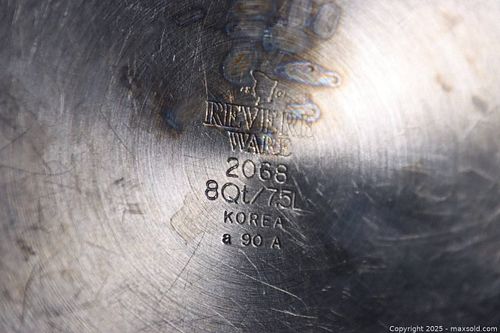 REVERE
WARE
2068
8Qt/7.5L
KOREA
a 90 A
Copyright © 2025 - maxsold.com